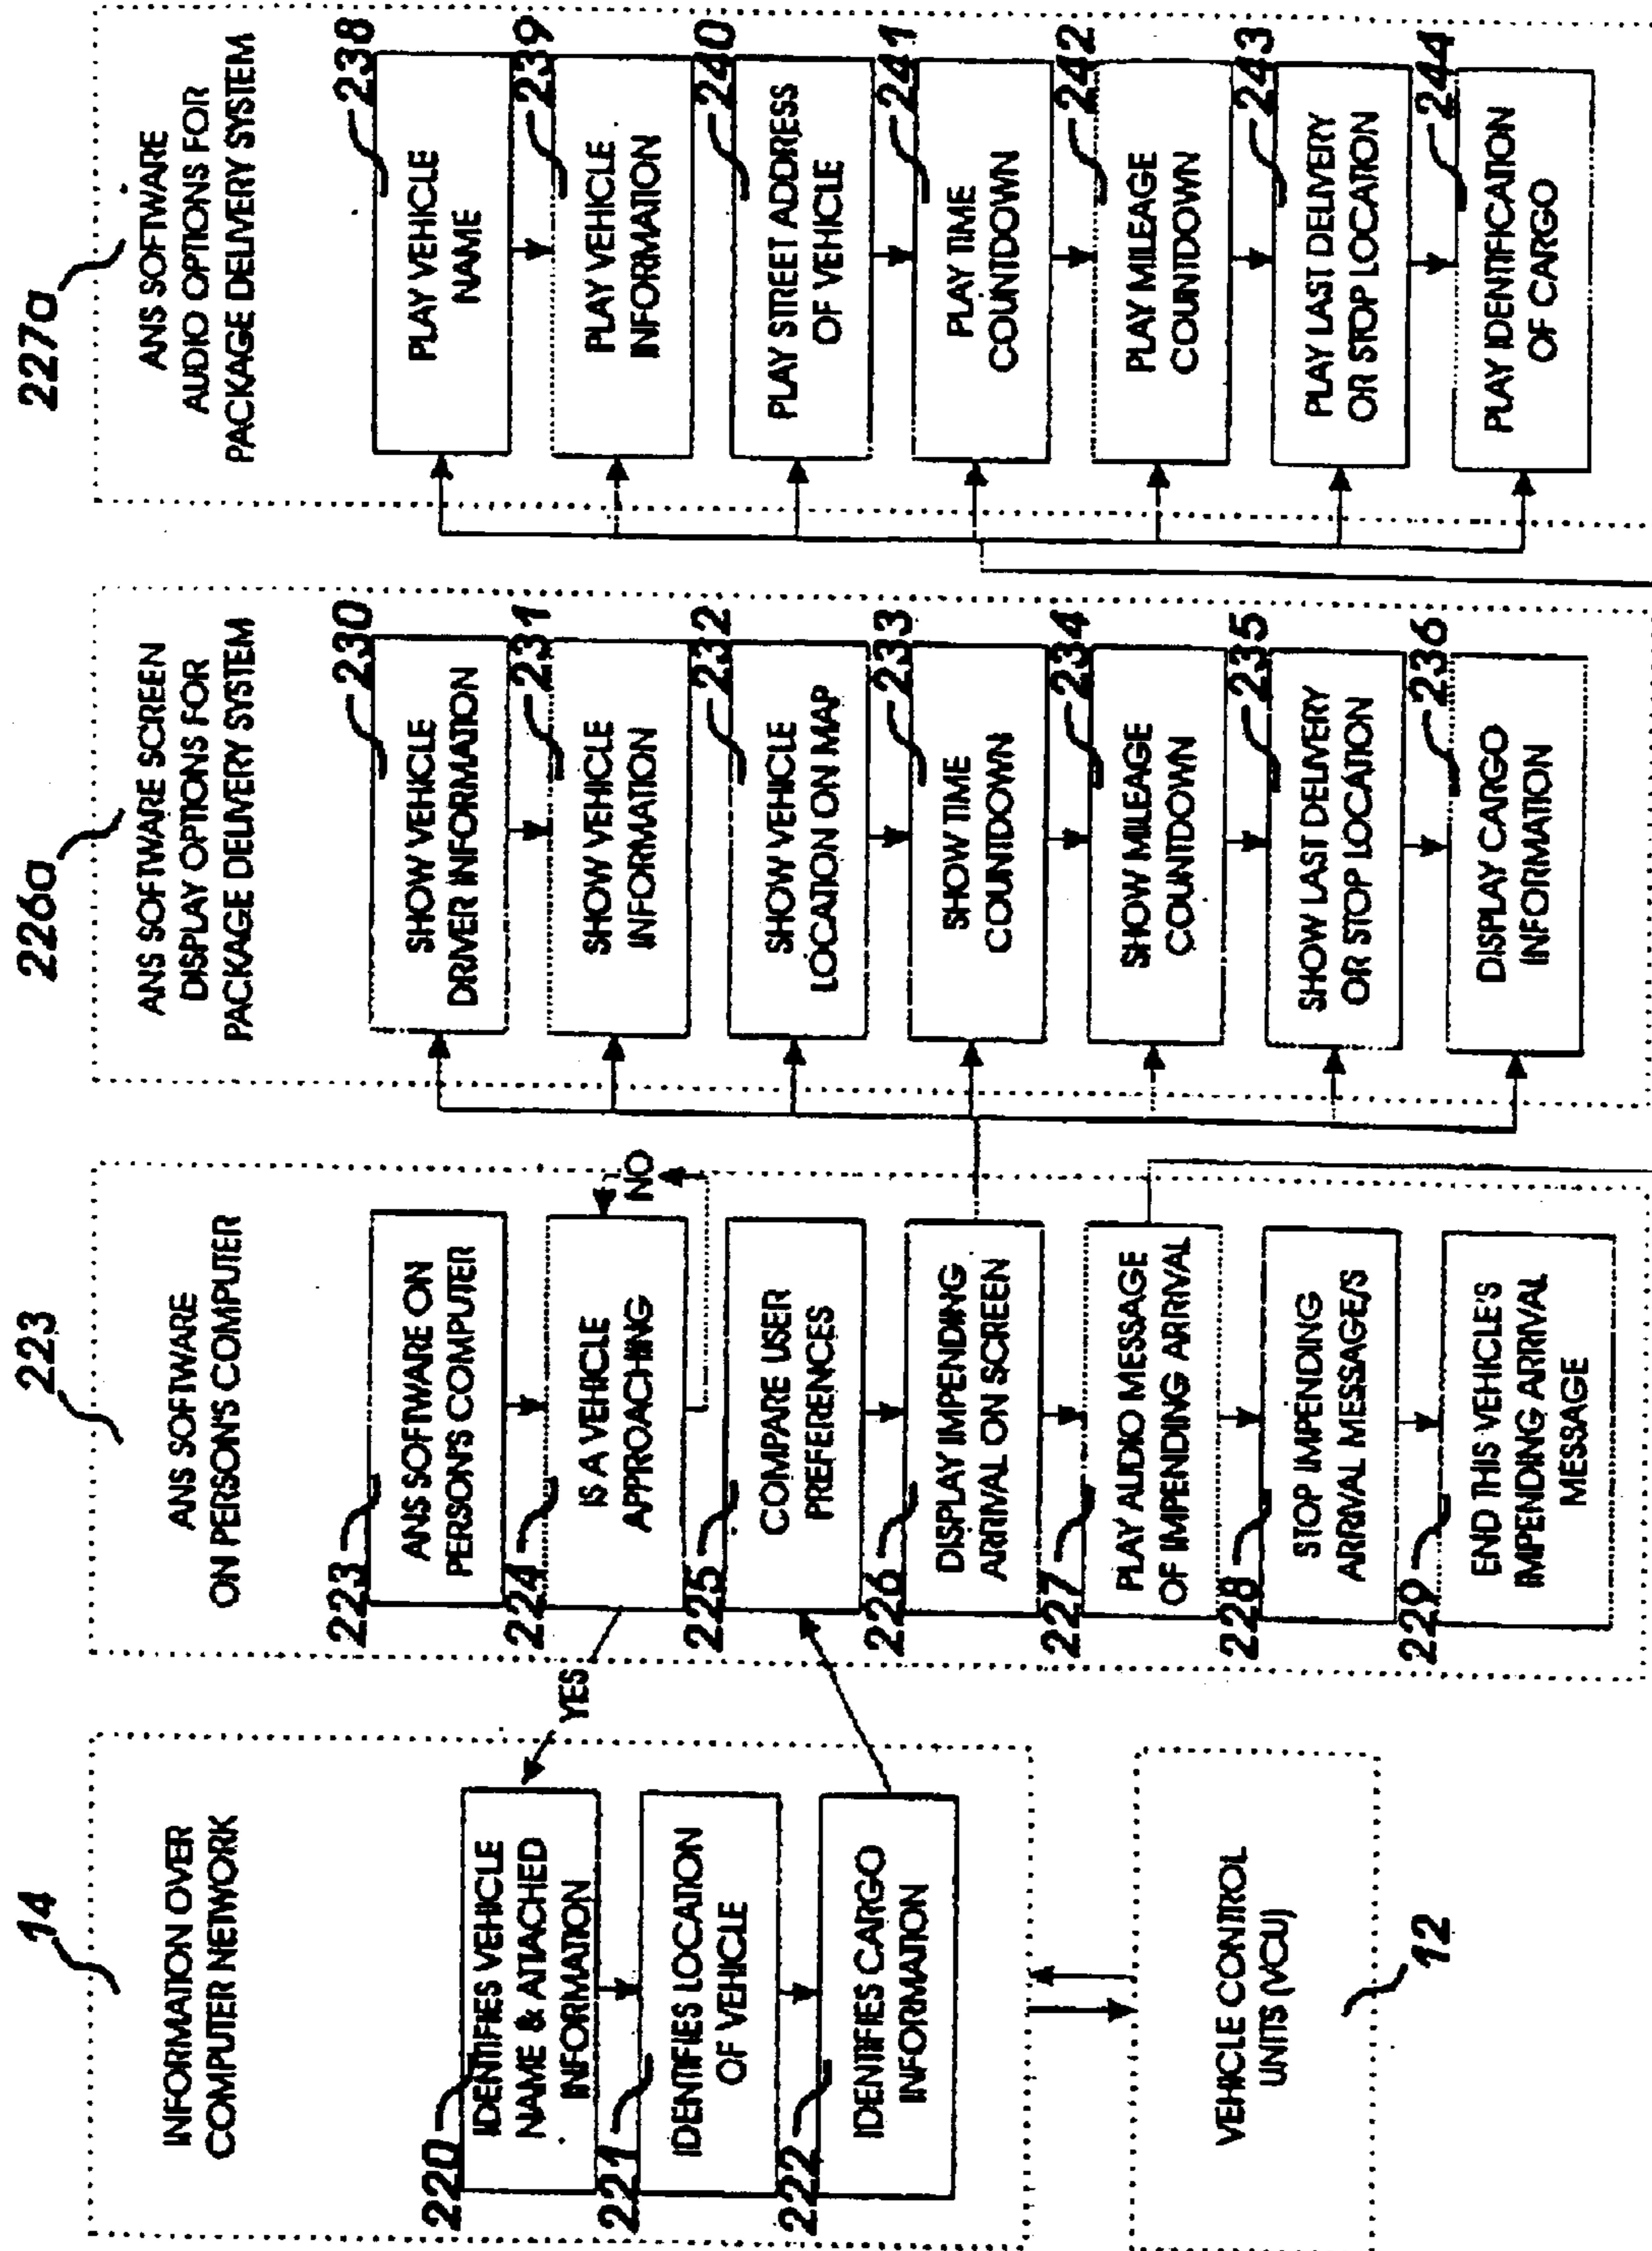 14
INFORMATION OVER
COMPUTER NETWORK
220
IDENTIFIES VEHICLE
NAME & ATTACHED
INFORMATION
221
IDENTIFIES LOCATION
OF VEHICLE
222
IDENTIFIES CARGO
INFORMATION
VEHICLE CONTROL
UNITS (VCU)
12
YES
223
ANS SOFTWARE
ON PERSON'S COMPUTER
223
ANS SOFTWARE ON
PERSON'S COMPUTER
224
IS A VEHICLE
APPROACHING
NO
225
COMPARE USER
PREFERENCES
226
DISPLAY IMPENDING
ARRIVAL ON SCREEN
227
PLAY AUDIO MESSAGE
OF IMPENDING ARRIVAL
228
STOP IMPENDING
ARRIVAL MESSAGE/S
229
END THIS VEHICLE'S
IMPENDING ARRIVAL
MESSAGE
226a
ANS SOFTWARE SCREEN
DISPLAY OPTIONS FOR
PACKAGE DELIVERY SYSTEM
230
SHOW VEHICLE
DRIVER INFORMATION
231
SHOW VEHICLE
INFORMATION
232
SHOW VEHICLE
LOCATION ON MAP
233
SHOW TIME
COUNTDOWN
234
SHOW MILEAGE
COUNTDOWN
235
SHOW LAST DELIVERY
OR STOP LOCATION
236
DISPLAY CARGO
INFORMATION
227a
ANS SOFTWARE
AUDIO OPTIONS FOR
PACKAGE DELIVERY SYSTEM
238
PLAY VEHICLE
NAME
239
PLAY VEHICLE
INFORMATION
240
PLAY STREET ADDRESS
OF VEHICLE
241
PLAY TIME
COUNTDOWN
242
PLAY MILEAGE
COUNTDOWN
243
PLAY LAST DELIVERY
OR STOP LOCATION
244
PLAY IDENTIFICATION
OF CARGO